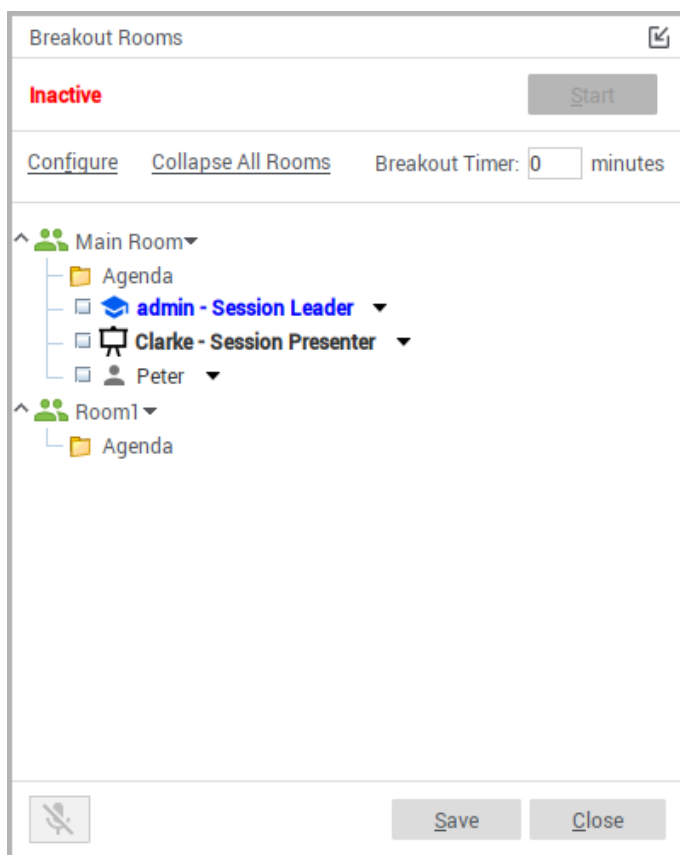 Breakout Rooms
Inactive Start
Configure Collapse All Rooms Breakout Timer: 0 minutes
Main Room
Agenda
admin - Session Leader
Clarke - Session Presenter
Peter
Room1
Agenda
Save Close